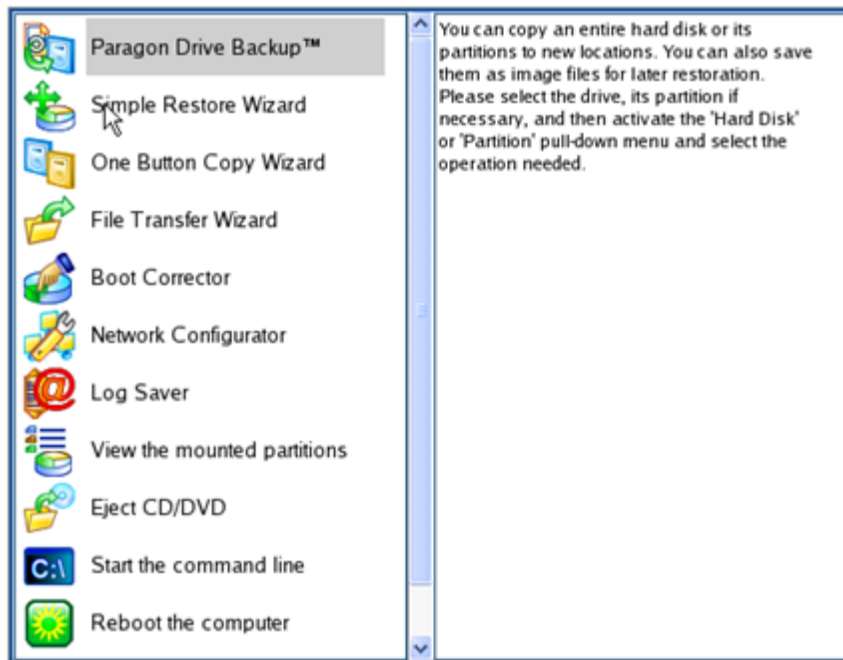 Paragon Drive Backup™
Simple Restore Wizard
One Button Copy Wizard
File Transfer Wizard
Boot Corrector
Network Configurator
Log Saver
View the mounted partitions
Eject CD/DVD
C:\
Start the command line
Reboot the computer
You can copy an entire hard disk or its
partitions to new locations. You can also save
them as image files for later restoration.
Please select the drive, its partition if
necessary, and then activate the 'Hard Disk'
or 'Partition' pull-down menu and select the
operation needed.